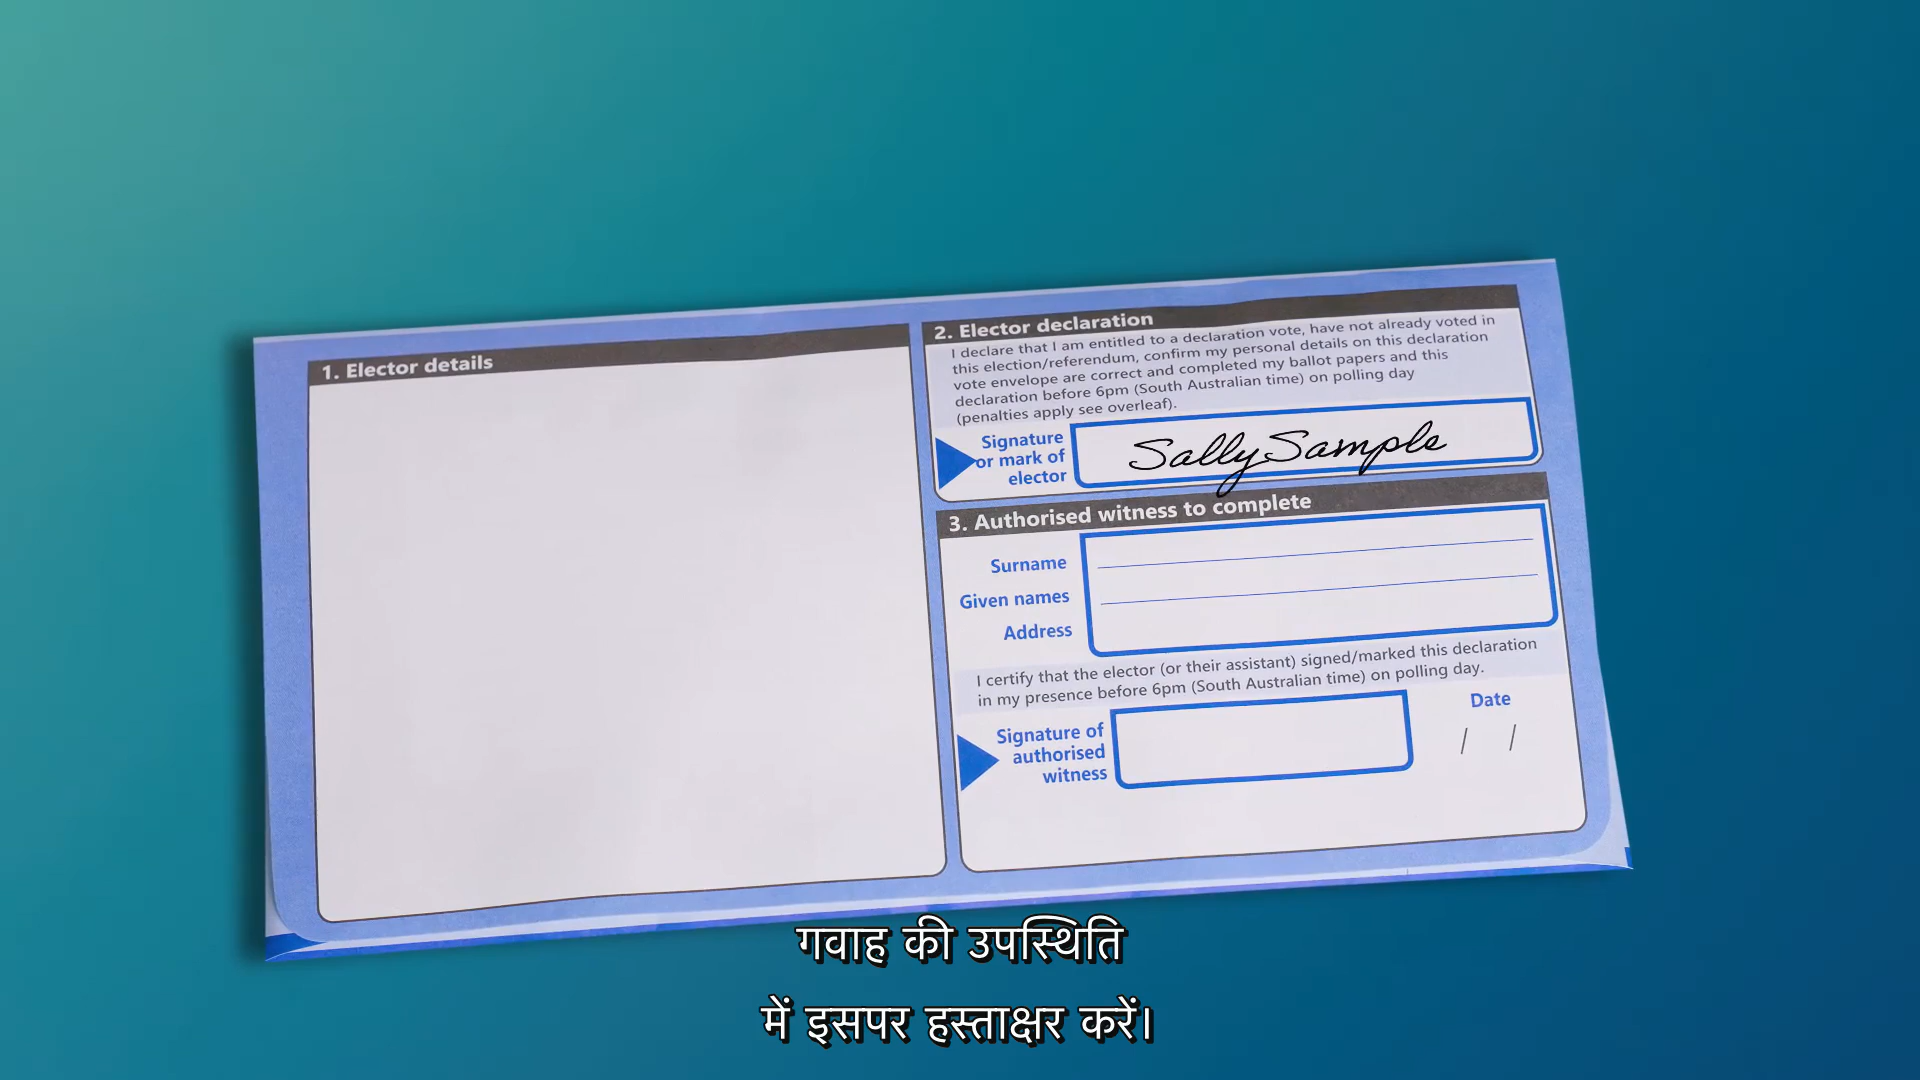 1. Elector details
2. Elector declaration
I declare that I am entitled to a declaration vote, have not already voted in
this election/referendum, confirm my personal details on this declaration
vote envelope are correct and completed my ballot papers and this
declaration before 6pm (South Australian time) on polling day
(penalties apply see overleaf).
Signature
or mark of
elector
Sally Sample
3. Authorised witness to complete
Surname
Given names
Address
I certify that the elector (or their assistant) signed/marked this declaration
in my presence before 6pm (South Australian time) on polling day.
Signature of
authorised
witness
Date
/ /
गवाह की उपस्थिति
में इसपर हस्ताक्षर करें।